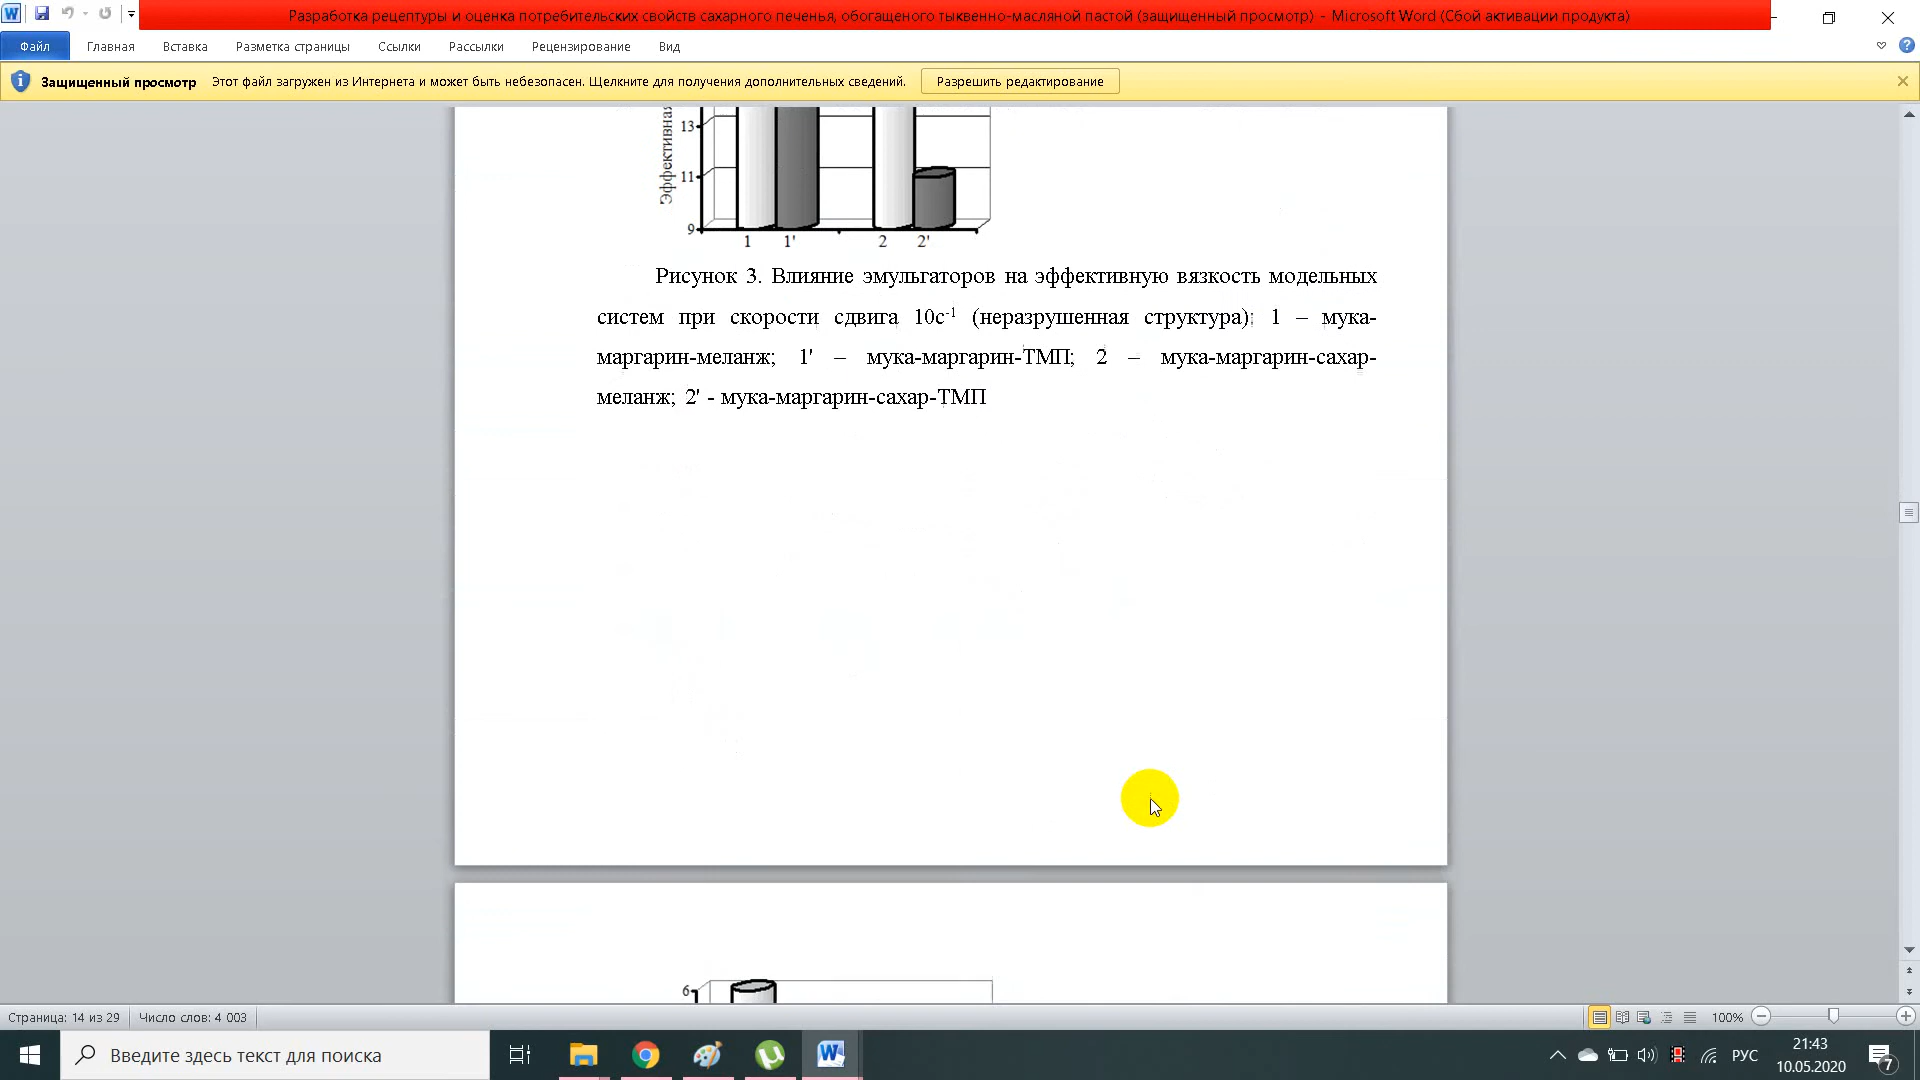 Разработка рецептуры и оценка потребительских свойств сахарного печенья, обогащеного тыквенно-масляной пастой (защищенный просмотр) - Microsoft Word (Сбой активации продукта)
Файл Главная Вставка Разметка страницы Ссылки Рассылки Рецензирование Вид
Защищенный просмотр Этот файл загружен из Интернета и может быть небезопасен. Щелкните для получения дополнительных сведений. Разрешить редактирование
Эффективная
13
11
9
1 1' 2 2'
Рисунок 3. Влияние эмульгаторов на эффективную вязкость модельных
систем при скорости сдвига 10с-1 (неразрушенная структура): 1 – мука-
маргарин-меланж; 1' – мука-маргарин-ТМП; 2 – мука-маргарин-сахар-
меланж; 2' - мука-маргарин-сахар-ТМП
6
Страница: 14 из 29 Число слов: 4 003 100%
Введите здесь текст для поиска РУС 21:43
10.05.2020 7